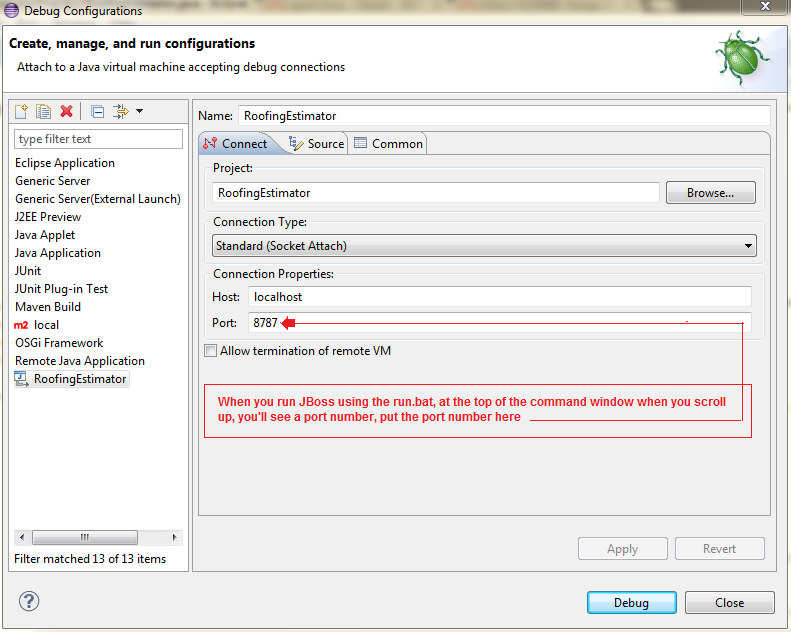 Debug Configurations
Create, manage, and run configurations
Attach to a Java virtual machine accepting debug connections
type filter text
Eclipse Application
Generic Server
Generic Server(External Launch)
J2EE Preview
Java Applet
Java Application
JUnit
JUnit Plug-in Test
Maven Build
m2 local
OSGi Framework
Remote Java Application
RoofingEstimator
Filter matched 13 of 13 items
Name: RoofingEstimator
Connect Source Common
Project:
RoofingEstimator Browse...
Connection Type:
Standard (Socket Attach)
Connection Properties:
Host: localhost
Port: 8787
Allow termination of remote VM
When you run JBoss using the run.bat, at the top of the command window when you scroll
up, you'll see a port number, put the port number here
Apply Revert
? Debug Close